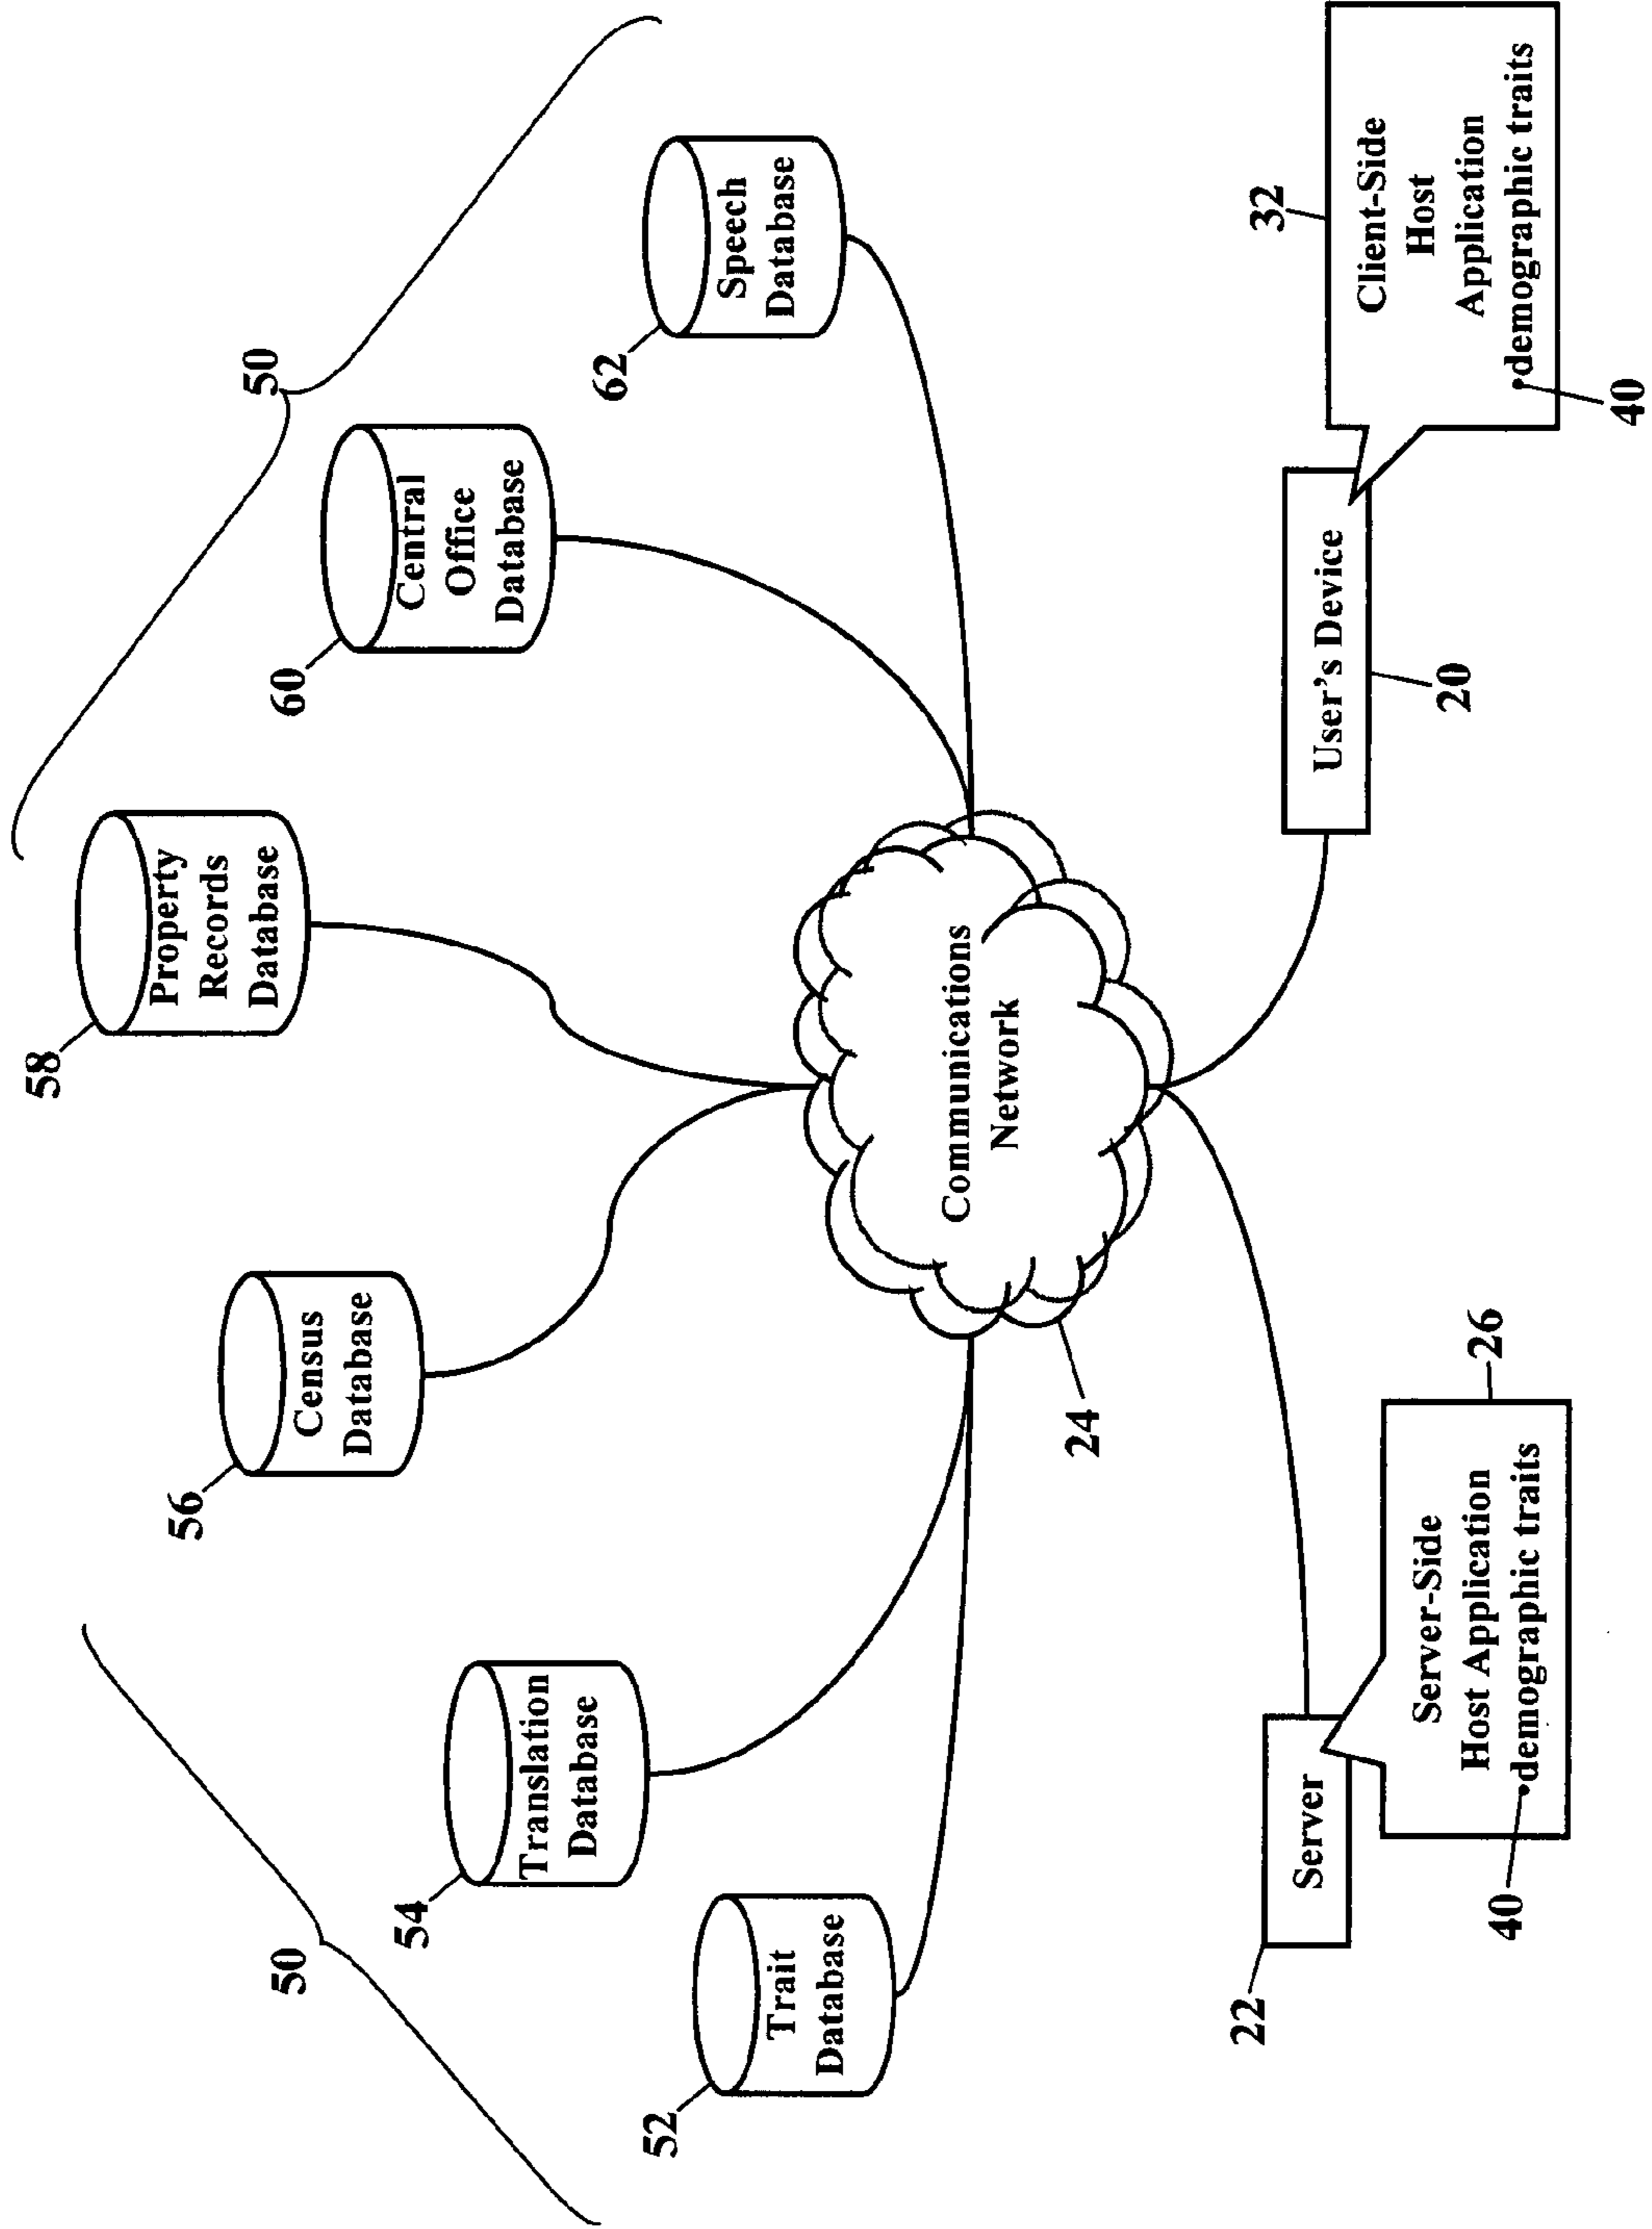 50
50
58
Property
Records
Database
56
Census
Database
60
Central
Office
Database
54
Translation
Database
62
Speech
Database
52
Trait
Database
Communications
Network
24
22
Server
User's Device
20
32
Client-Side
Host
Application
•demographic traits
40
26
Server-Side
Host Application
•demographic traits
40